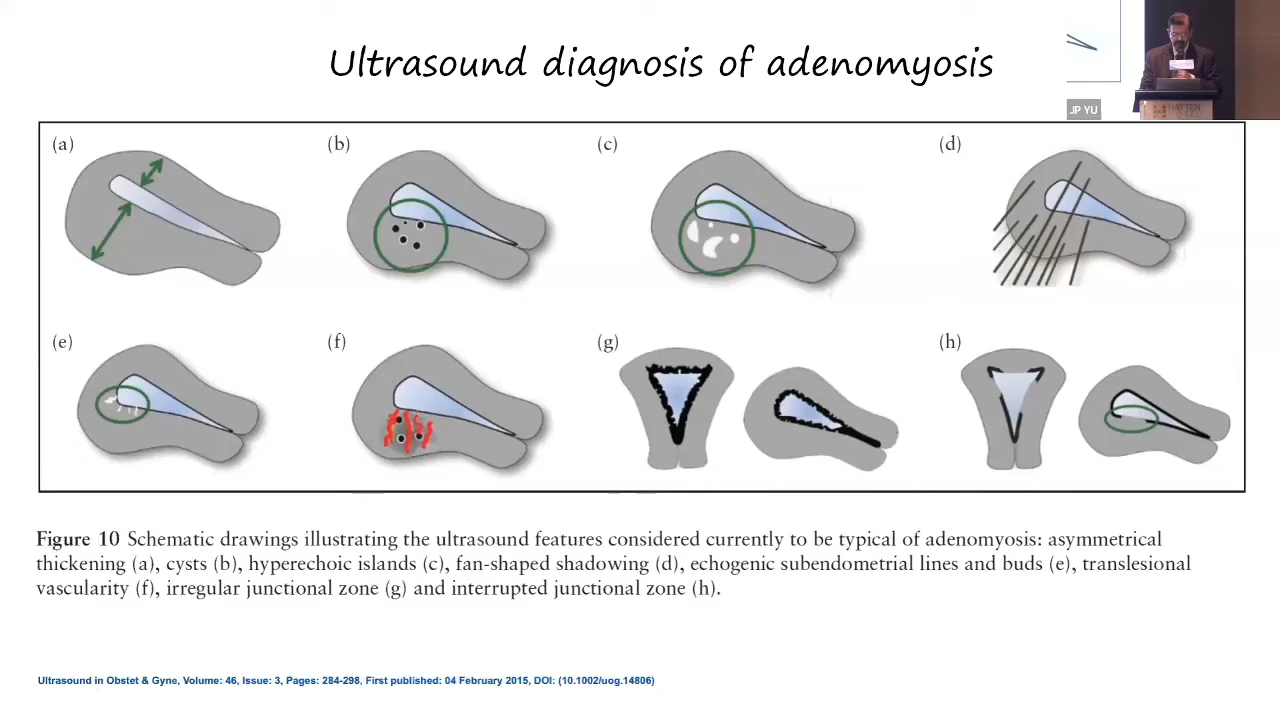 Ultrasound diagnosis of adenomyosis
JP YU
HATTEN
(a)
(b)
(c)
(d)
(e)
(f)
(g)
(h)
Figure 10 Schematic drawings illustrating the ultrasound features considered currently to be typical of adenomyosis: asymmetrical
thickening (a), cysts (b), hyperechoic islands (c), fan-shaped shadowing (d), echogenic subendometrial lines and buds (e), translesional
vascularity (f), irregular junctional zone (g) and interrupted junctional zone (h).
Ultrasound in Obstet & Gyne, Volume: 46, Issue: 3, Pages: 284-298, First published: 04 February 2015, DOI: (10.1002/uog.14806)